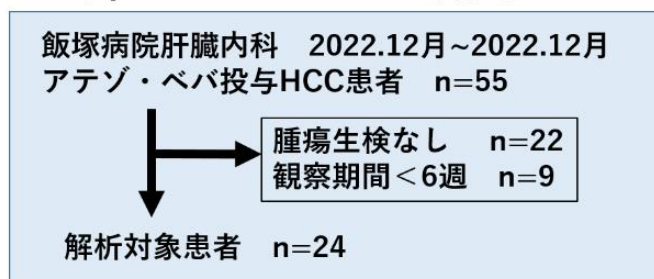 飯塚病院肝臓内科 2022.12月~2022.12月
アテゾ・ベバ投与HCC患者 n=55
腫瘍生検なし n=22
観察期間＜6週 n=9
解析対象患者 n=24